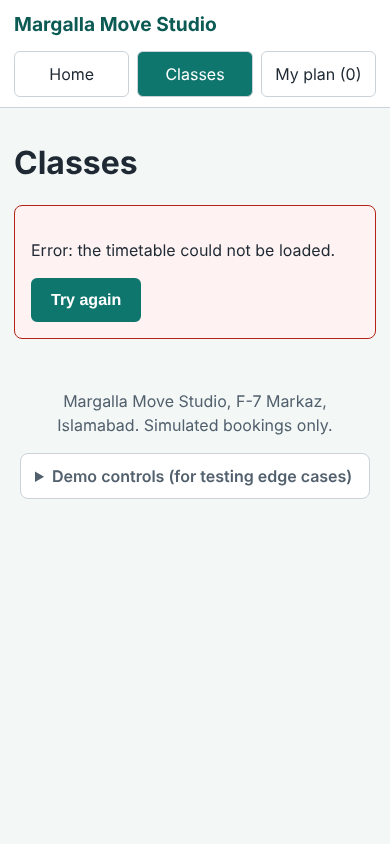 Margalla Move Studio
Home
Classes
My plan (0)
Classes
Error: the timetable could not be loaded.
Try again
Margalla Move Studio, F-7 Markaz,
Islamabad. Simulated bookings only.
Demo controls (for testing edge cases)